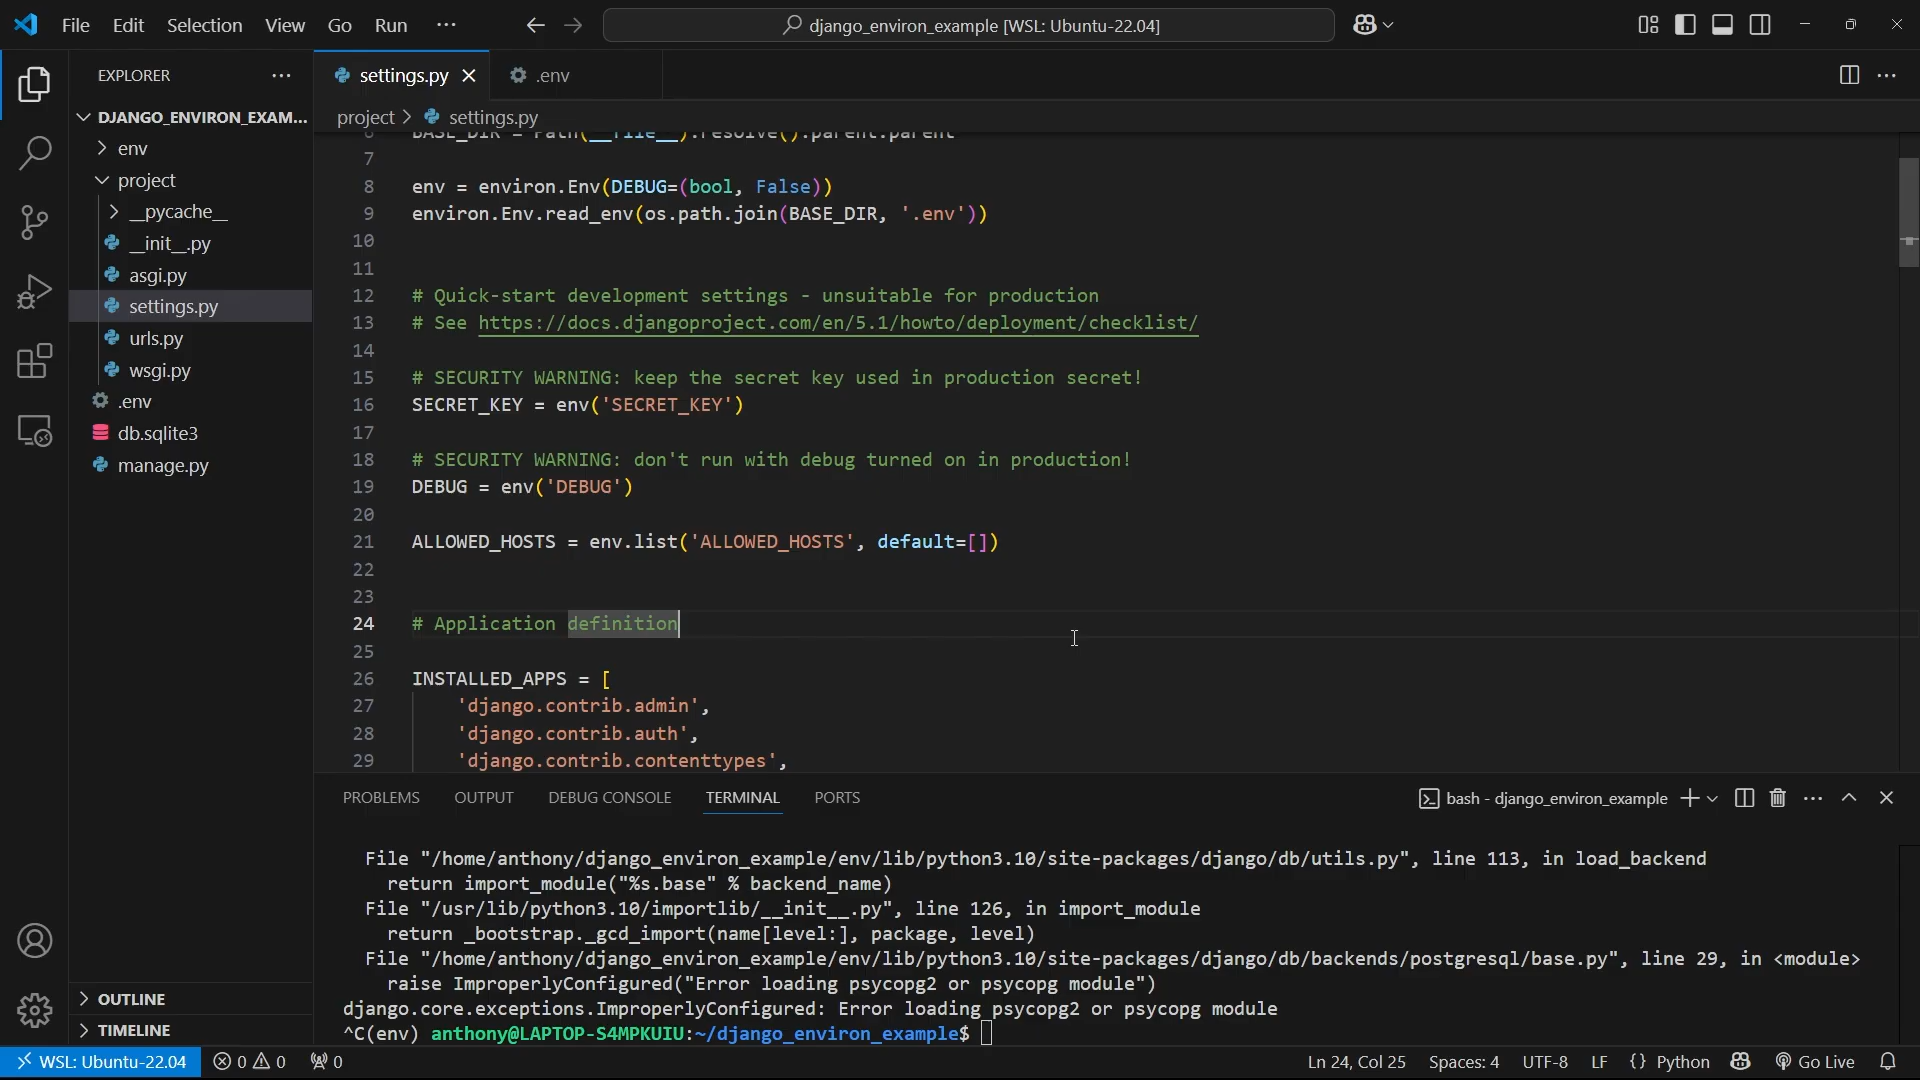 File Edit Selection View Go Run ···
django_environ_example [WSL: Ubuntu-22.04]
EXPLORER
DJANGO_ENVIRON_EXAM...
env
project
__pycache__
__init__.py
asgi.py
settings.py
urls.py
wsgi.py
.env
db.sqlite3
manage.py
OUTLINE
TIMELINE
settings.py
.env
project > settings.py
6 BASE_DIR = Path(__file__).resolve().parent.parent
7
8 env = environ.Env(DEBUG=(bool, False))
9 environ.Env.read_env(os.path.join(BASE_DIR, '.env'))
10
11
12 # Quick-start development settings - unsuitable for production
13 # See https://docs.djangoproject.com/en/5.1/howto/deployment/checklist/
14
15 # SECURITY WARNING: keep the secret key used in production secret!
16 SECRET_KEY = env('SECRET_KEY')
17
18 # SECURITY WARNING: don't run with debug turned on in production!
19 DEBUG = env('DEBUG')
20
21 ALLOWED_HOSTS = env.list('ALLOWED_HOSTS', default=[])
22
23
24 # Application definition
25
26 INSTALLED_APPS = [
27 'django.contrib.admin',
28 'django.contrib.auth',
29 'django.contrib.contenttypes',
PROBLEMS OUTPUT DEBUG CONSOLE TERMINAL PORTS
bash - django_environ_example
File "/home/anthony/django_environ_example/env/lib/python3.10/site-packages/django/db/utils.py", line 113, in load_backend
return import_module("%s.base" % backend_name)
File "/usr/lib/python3.10/importlib/__init__.py", line 126, in import_module
return _bootstrap._gcd_import(name[level:], package, level)
File "/home/anthony/django_environ_example/env/lib/python3.10/site-packages/django/db/backends/postgresql/base.py", line 29, in <module>
raise ImproperlyConfigured("Error loading psycopg2 or psycopg module")
django.core.exceptions.ImproperlyConfigured: Error loading psycopg2 or psycopg module
^C(env) anthony@LAPTOP-S4MPKUIU:~/django_environ_example$
WSL: Ubuntu-22.04 0 0 0 Ln 24, Col 25 Spaces: 4 UTF-8 LF {} Python Go Live